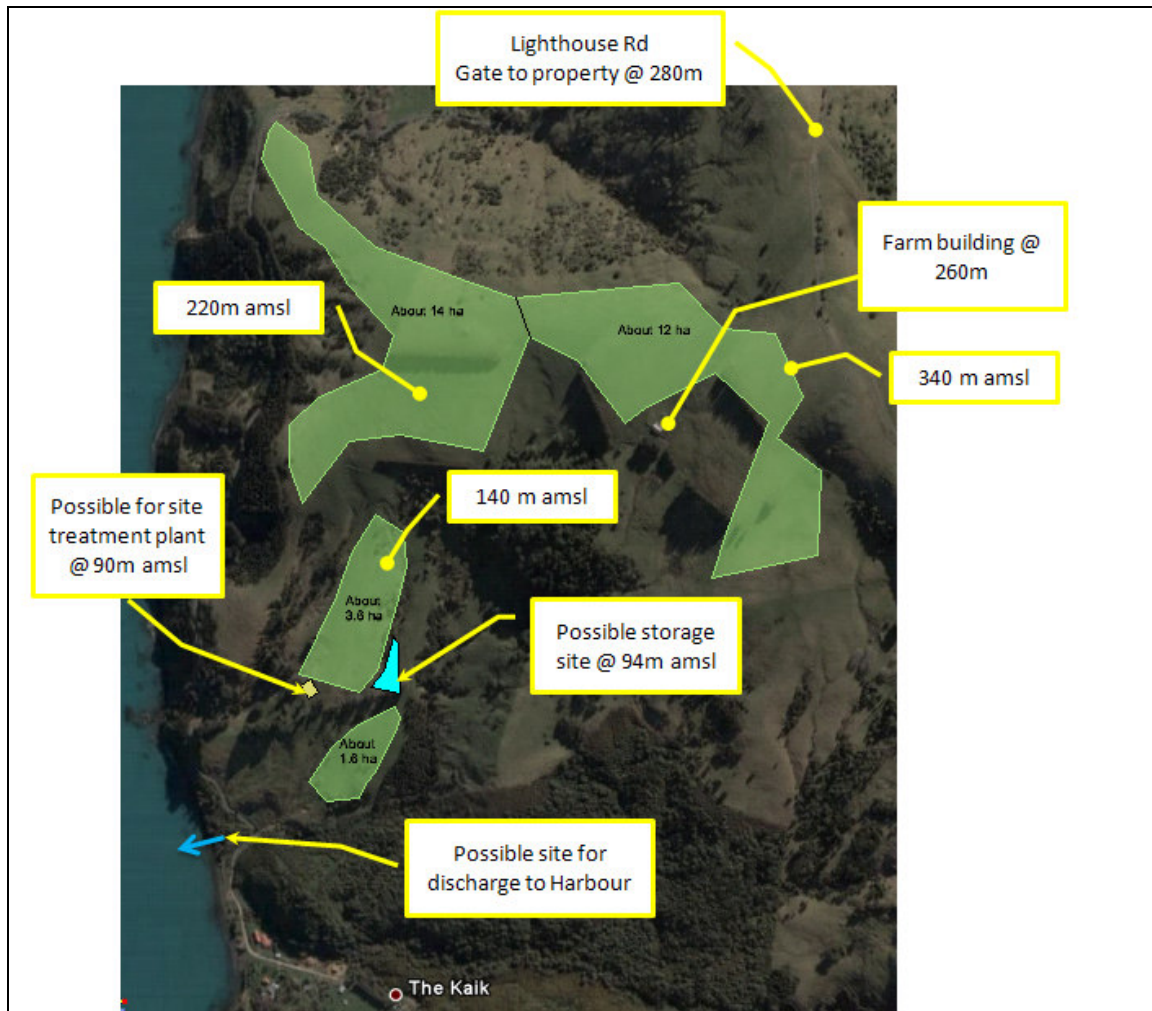 Lighthouse Rd
Gate to property @ 280m
Farm building @
260m
220m amsl
About 14 ha
About 12 ha
340 m amsl
140 m amsl
Possible for site
treatment plant
@ 90m amsl
About
3.6 ha
Possible storage
site @ 94m amsl
About
1.6 ha
Possible site for
discharge to Harbour
The Kaik